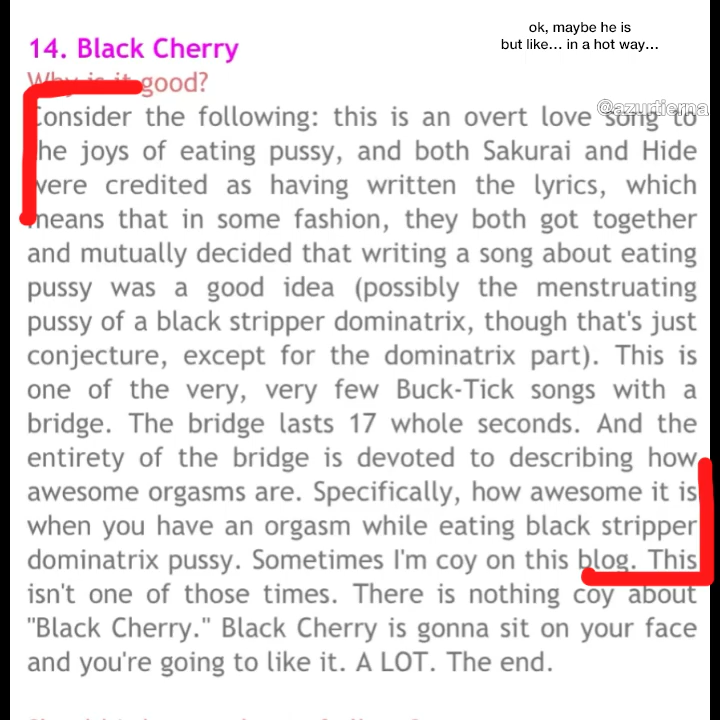 ok, maybe he is
but like... in a hot way...
14. Black Cherry
Why is it good?
@azurtierna
Consider the following: this is an overt love song to
the joys of eating pussy, and both Sakurai and Hide
were credited as having written the lyrics, which
means that in some fashion, they both got together
and mutually decided that writing a song about eating
pussy was a good idea (possibly the menstruating
pussy of a black stripper dominatrix, though that's just
conjecture, except for the dominatrix part). This is
one of the very, very few Buck-Tick songs with a
bridge. The bridge lasts 17 whole seconds. And the
entirety of the bridge is devoted to describing how
awesome orgasms are. Specifically, how awesome it is
when you have an orgasm while eating black stripper
dominatrix pussy. Sometimes I'm coy on this blog. This
isn't one of those times. There is nothing coy about
"Black Cherry." Black Cherry is gonna sit on your face
and you're going to like it. A LOT. The end.